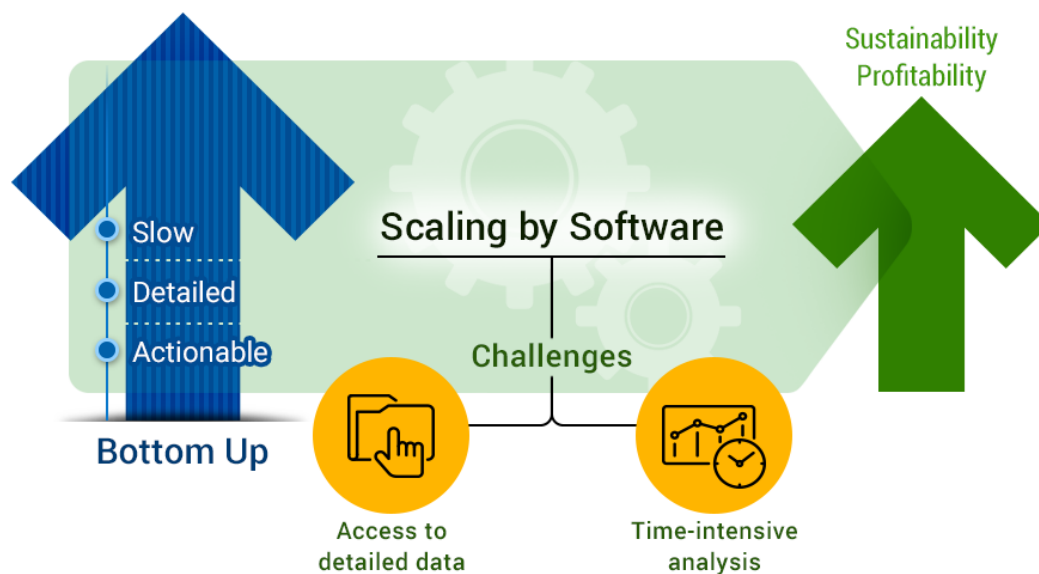 Sustainability
Profitability
Slow
Detailed
Actionable
Bottom Up
Scaling by Software
Challenges
Access to
detailed data
Time-intensive
analysis